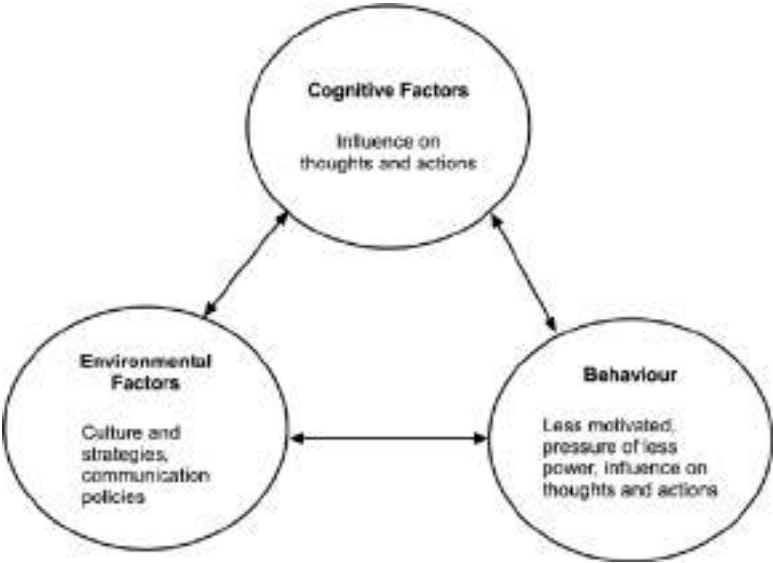 Cognitive Factors
Influence on
thoughts and actions
Environmental
Factors
Culture and
strategies,
communication
policies
Behaviour
Less motivated,
pressure of less
power, influence on
thoughts and actions